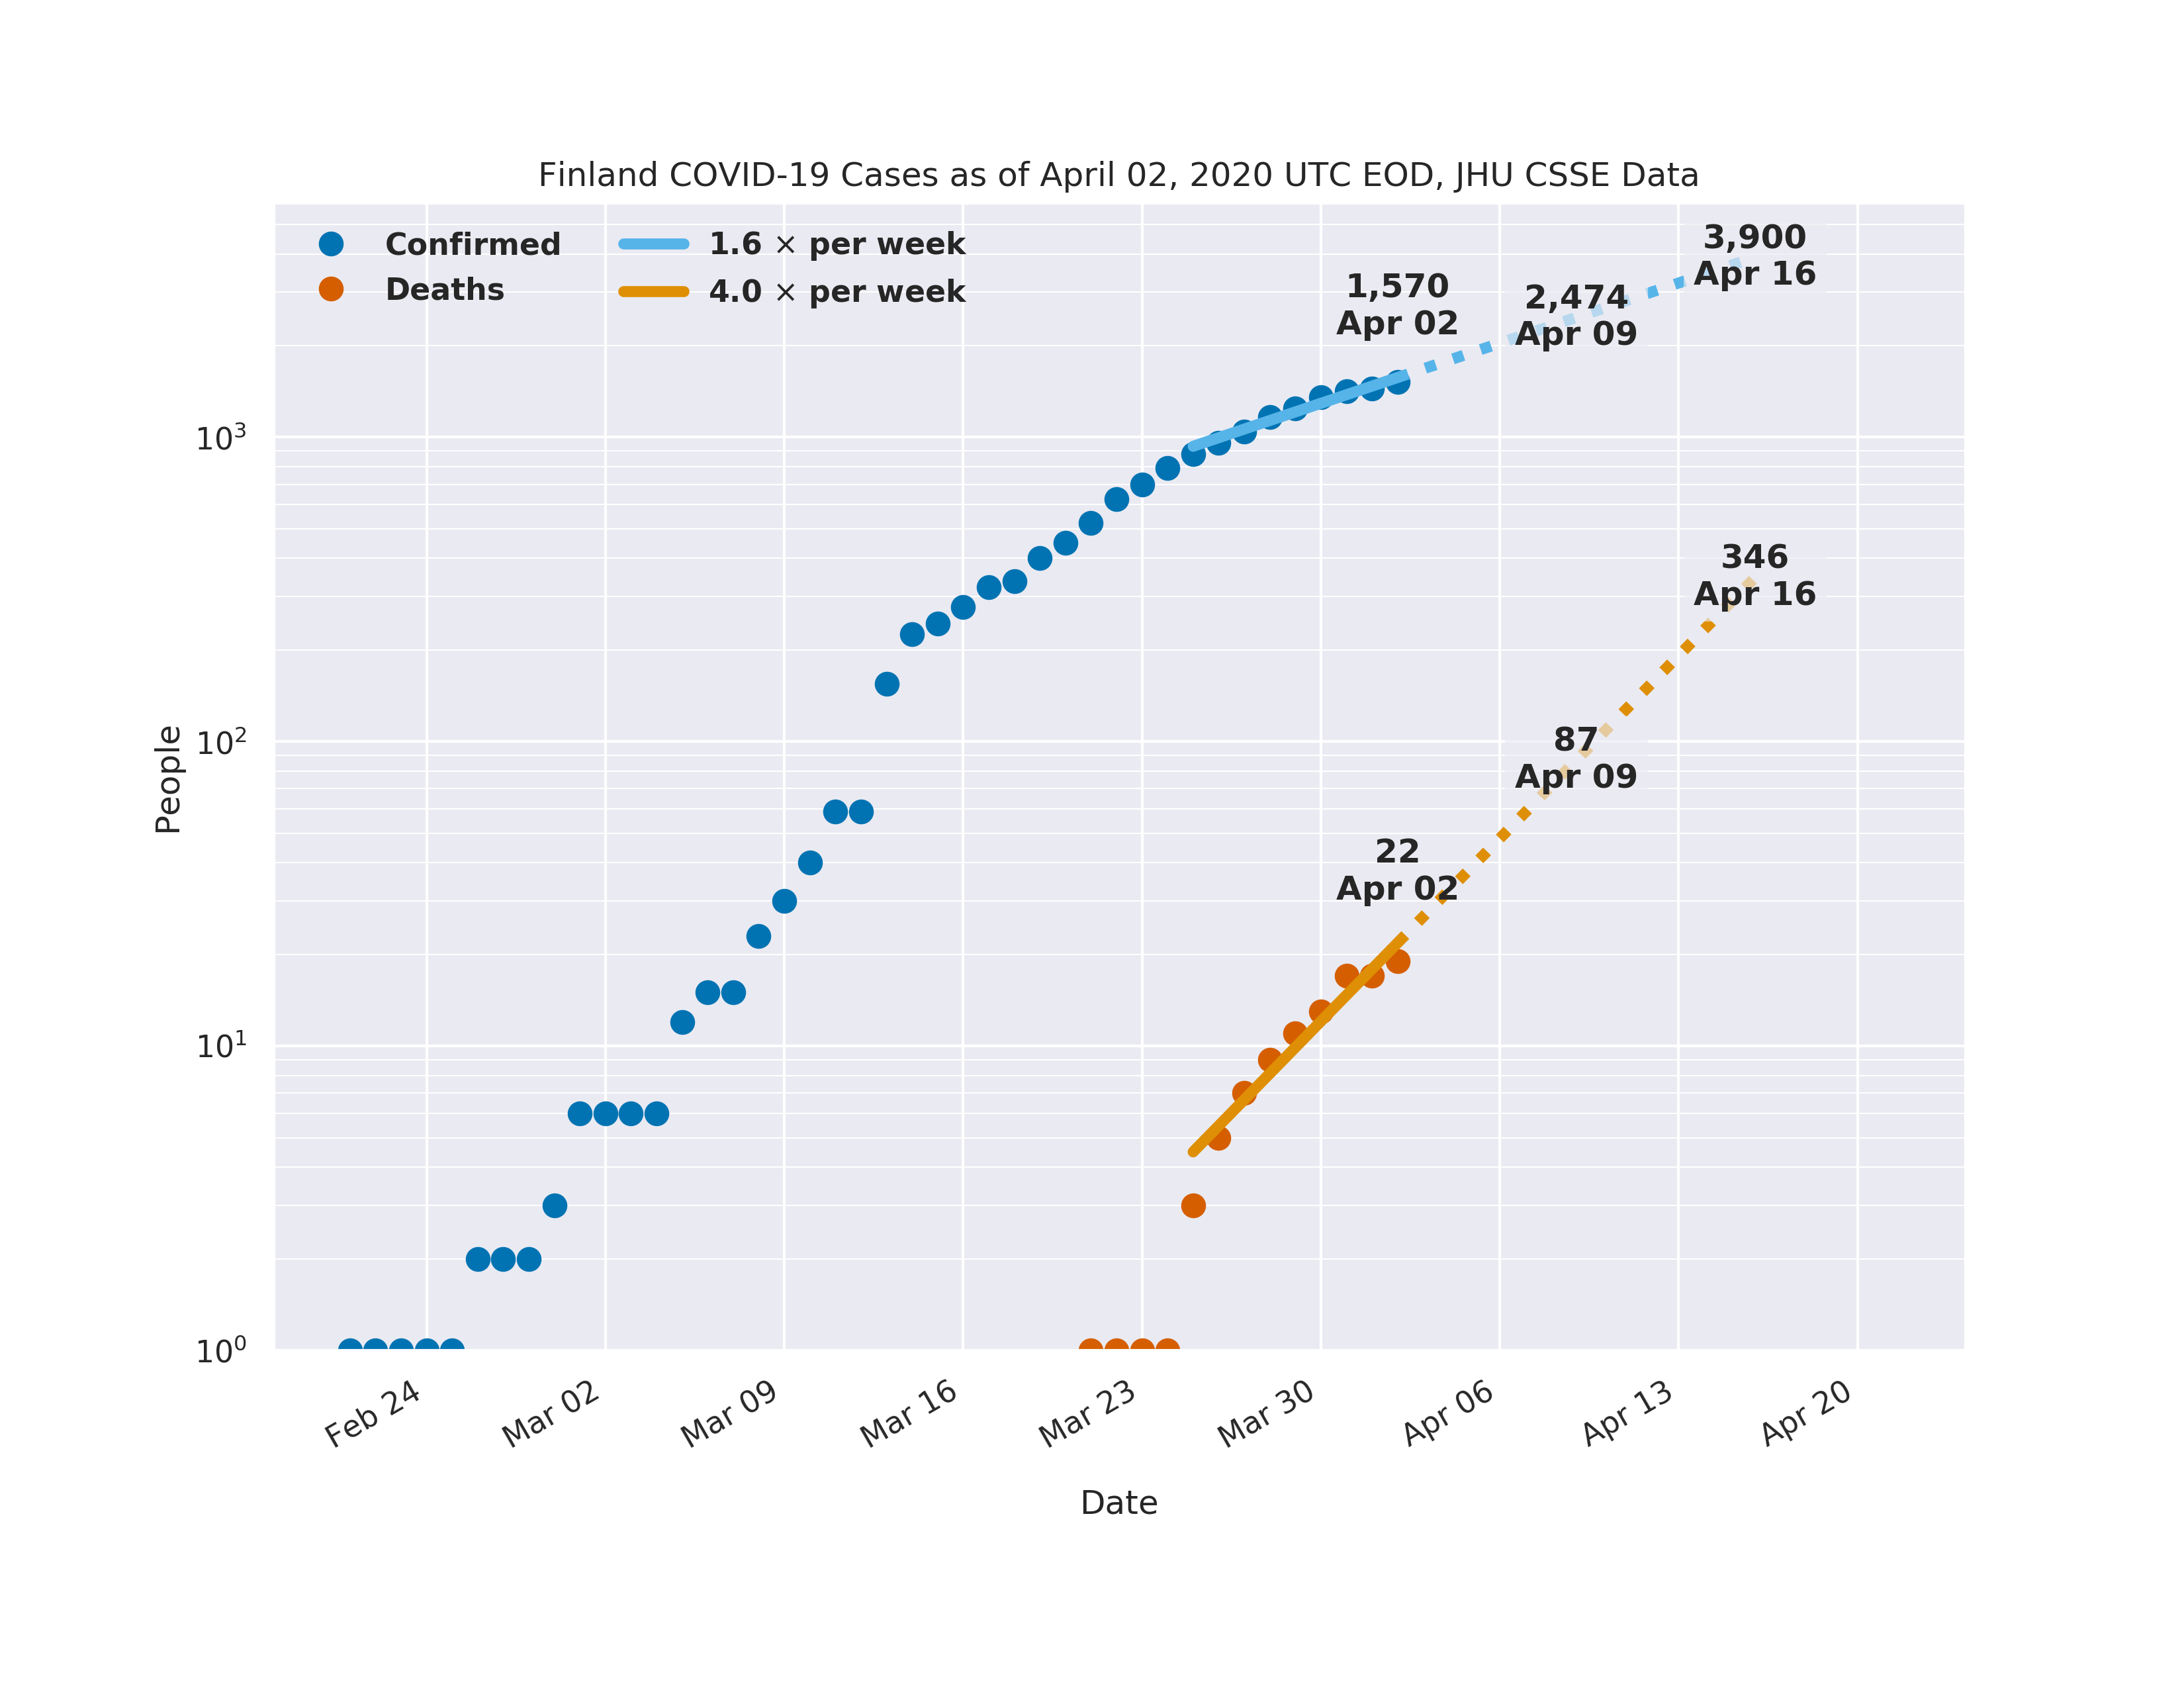 Finland COVID-19 Cases as of April 02, 2020 UTC EOD, JHU CSSE Data
Confirmed
Deaths
1.6 × per week
4.0 × per week
3,900
Apr 16
1,570
Apr 02
2,474
Apr 09
346
Apr 16
87
Apr 09
22
Apr 02
People
10³
10²
10¹
10⁰
Feb 24
Mar 02
Mar 09
Mar 16
Mar 23
Mar 30
Apr 06
Apr 13
Apr 20
Date